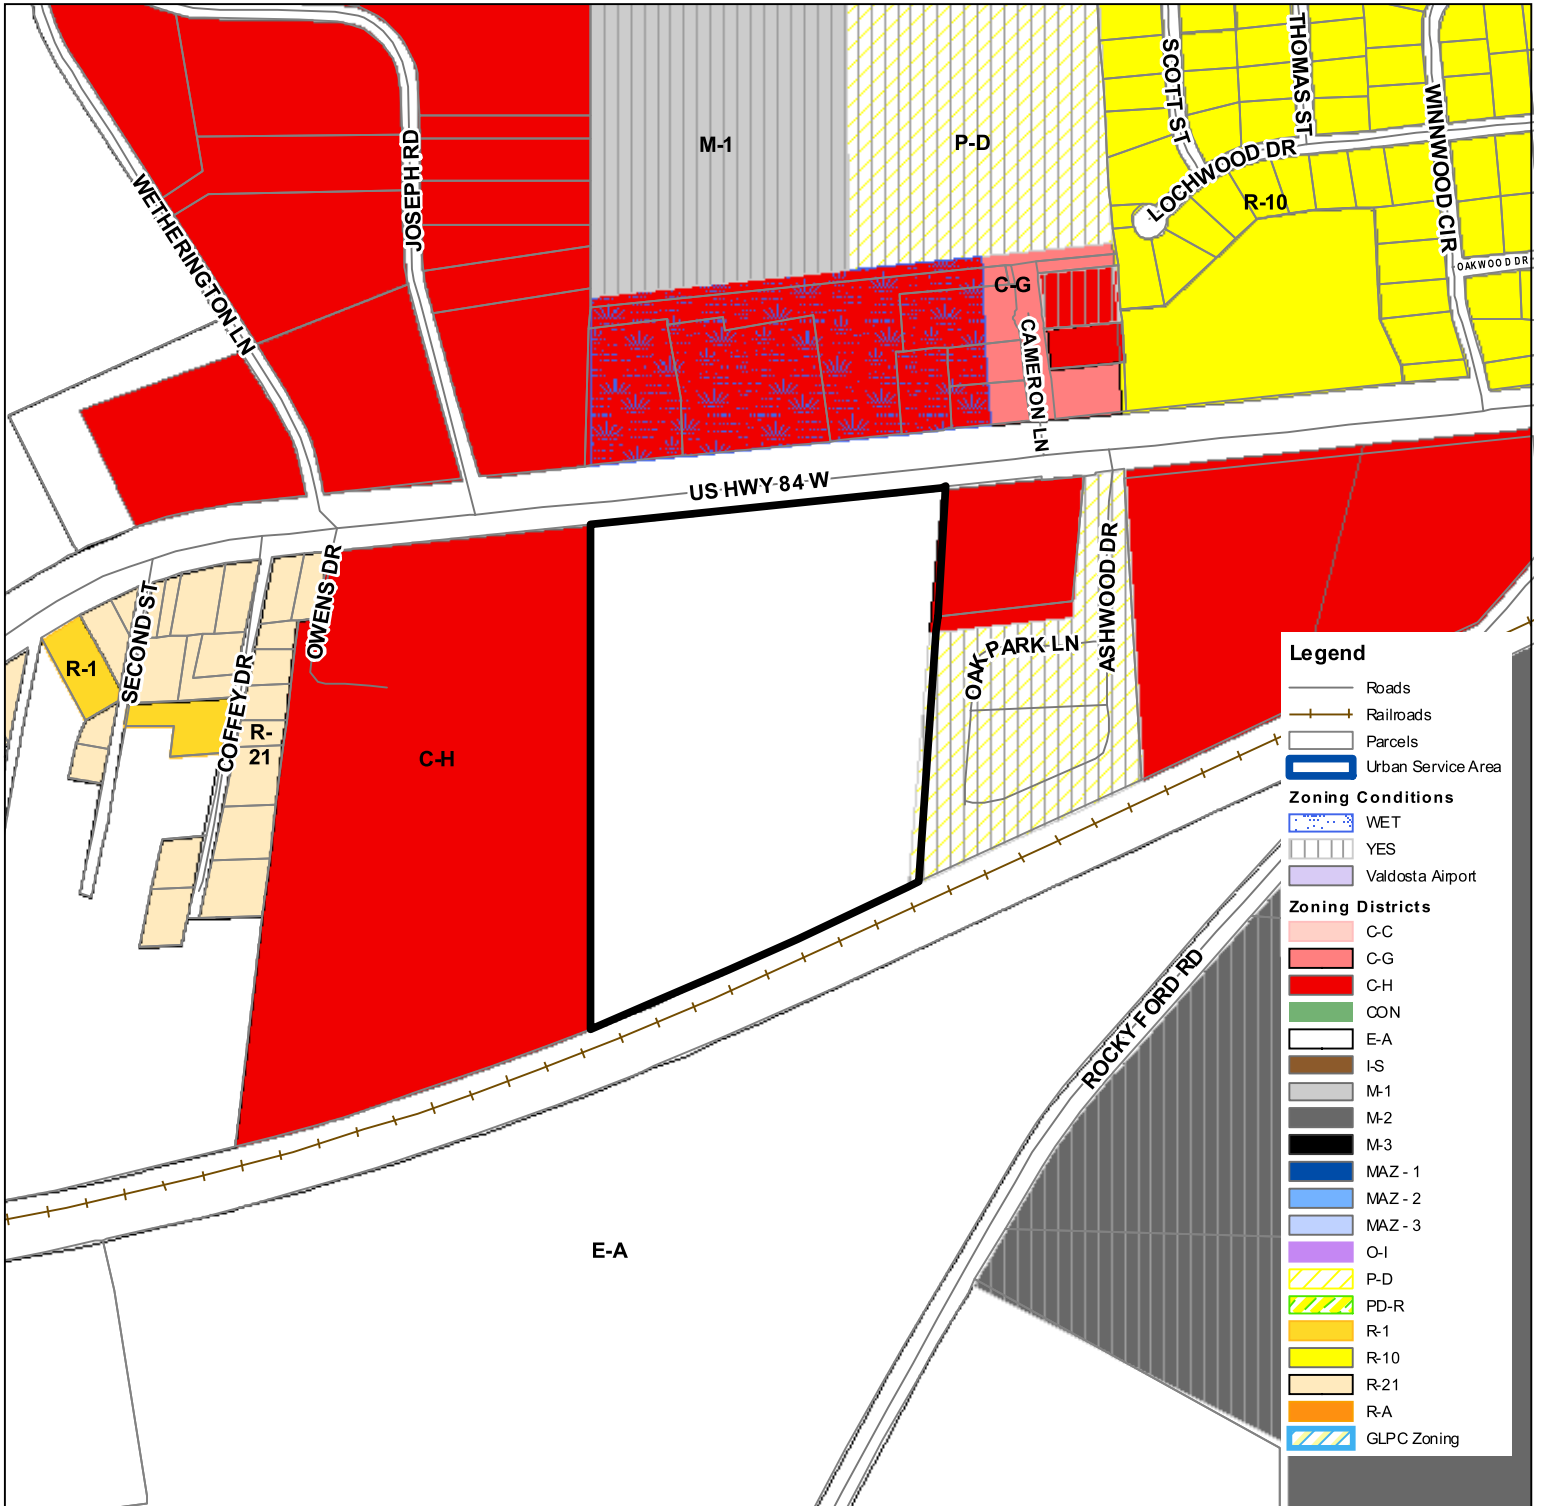 SCOTT ST
THOMAS ST
WINNWOOD CIR
LOCHWOOD DR
M-1
P-D
R-10
JOSEPH RD
WETHERINGTON LN
OAKWOOD DR
C-G
CAMERON LN
US HWY 84 W
OWENS DR
ASHWOOD DR
OAK PARK LN
SECOND ST
COFFEY DR
R-1
R-
21
C-H
ROCKY FORD RD
E-A
Legend
Roads
Railroads
Parcels
Urban Service Area
Zoning Conditions
WET
YES
Valdosta Airport
Zoning Districts
C-C
C-G
C-H
CON
E-A
I-S
M-1
M-2
M-3
MAZ - 1
MAZ - 2
MAZ - 3
O-I
P-D
PD-R
R-1
R-10
R-21
R-A
GLPC Zoning